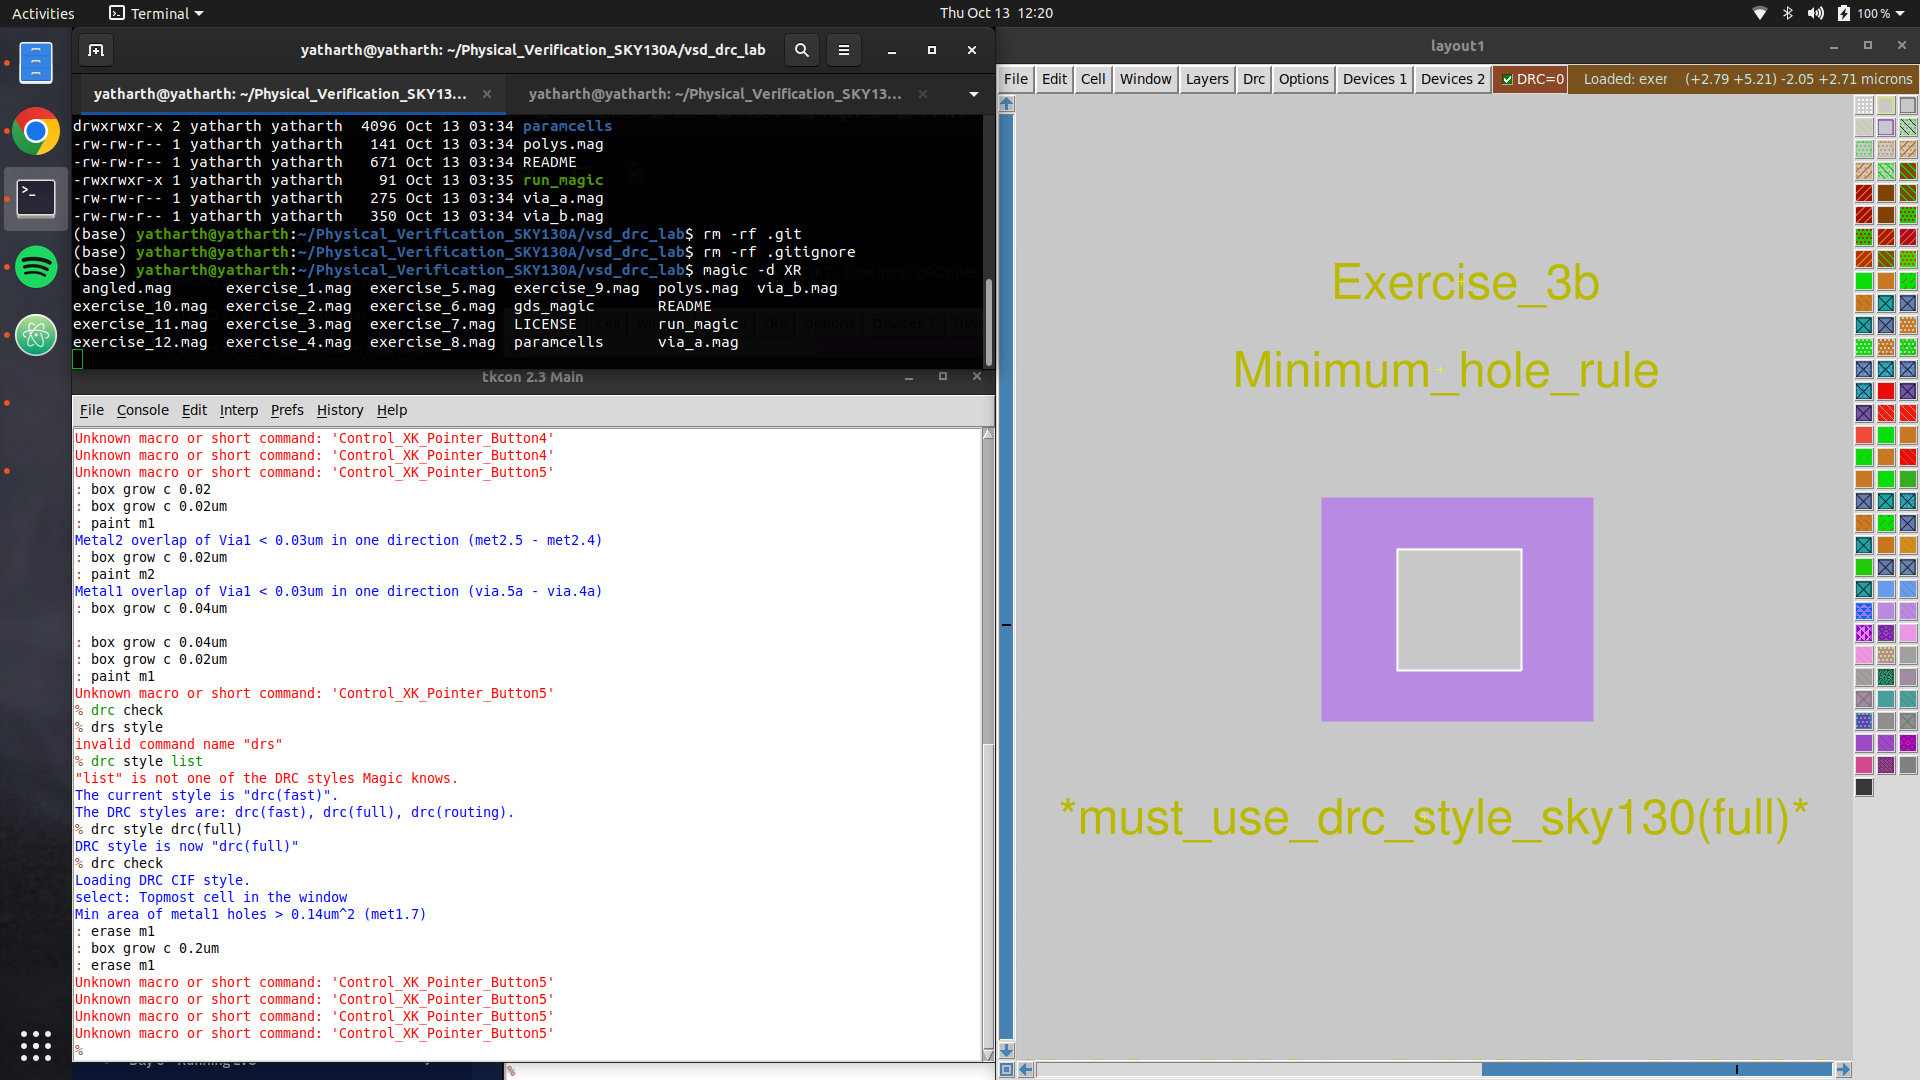 Activities
Terminal
Thu Oct 13 12:20
100 %
yatharth@yatharth: ~/Physical_Verification_SKY130A/vsd_drc_lab
yatharth@yatharth: ~/Physical_Verification_SKY13...
yatharth@yatharth: ~/Physical_Verification_SKY13...
drwxrwxr-x 2 yatharth yatharth 4096 Oct 13 03:34 paramcells
-rw-rw-r-- 1 yatharth yatharth 141 Oct 13 03:34 polys.mag
-rw-rw-r-- 1 yatharth yatharth 671 Oct 13 03:34 README
-rwxrwxr-x 1 yatharth yatharth 91 Oct 13 03:35 run_magic
-rw-rw-r-- 1 yatharth yatharth 275 Oct 13 03:34 via_a.mag
-rw-rw-r-- 1 yatharth yatharth 350 Oct 13 03:34 via_b.mag
(base) yatharth@yatharth:~/Physical_Verification_SKY130A/vsd_drc_lab$ rm -rf .git
(base) yatharth@yatharth:~/Physical_Verification_SKY130A/vsd_drc_lab$ rm -rf .gitignore
(base) yatharth@yatharth:~/Physical_Verification_SKY130A/vsd_drc_lab$ magic -d XR
angled.mag exercise_1.mag exercise_5.mag exercise_9.mag polys.mag via_b.mag
exercise_10.mag exercise_2.mag exercise_6.mag gds_magic README
exercise_11.mag exercise_3.mag exercise_7.mag LICENSE run_magic
exercise_12.mag exercise_4.mag exercise_8.mag paramcells via_a.mag
tkcon 2.3 Main
File Console Edit Interp Prefs History Help
Unknown macro or short command: 'Control_XK_Pointer_Button4'
Unknown macro or short command: 'Control_XK_Pointer_Button4'
Unknown macro or short command: 'Control_XK_Pointer_Button5'
: box grow c 0.02
: box grow c 0.02um
: paint m1
Metal2 overlap of Via1 < 0.03um in one direction (met2.5 - met2.4)
: box grow c 0.02um
: paint m2
Metal1 overlap of Via1 < 0.03um in one direction (via.5a - via.4a)
: box grow c 0.04um
: box grow c 0.04um
: box grow c 0.02um
: paint m1
Unknown macro or short command: 'Control_XK_Pointer_Button5'
% drc check
% drs style
invalid command name "drs"
% drc style list
"list" is not one of the DRC styles Magic knows.
The current style is "drc(fast)".
The DRC styles are: drc(fast), drc(full), drc(routing).
% drc style drc(full)
DRC style is now "drc(full)"
% drc check
Loading DRC CIF style.
select: Topmost cell in the window
Min area of metal1 holes > 0.14um^2 (met1.7)
: erase m1
: box grow c 0.2um
: erase m1
Unknown macro or short command: 'Control_XK_Pointer_Button5'
Unknown macro or short command: 'Control_XK_Pointer_Button5'
Unknown macro or short command: 'Control_XK_Pointer_Button5'
Unknown macro or short command: 'Control_XK_Pointer_Button5'
%
%
layout1
File Edit Cell Window Layers Drc Options Devices 1 Devices 2 DRC=0 Loaded: exer (+2.79 +5.21) -2.05 +2.71 microns
Exercise_3b
Minimum_hole_rule
*must_use_drc_style_sky130(full)*